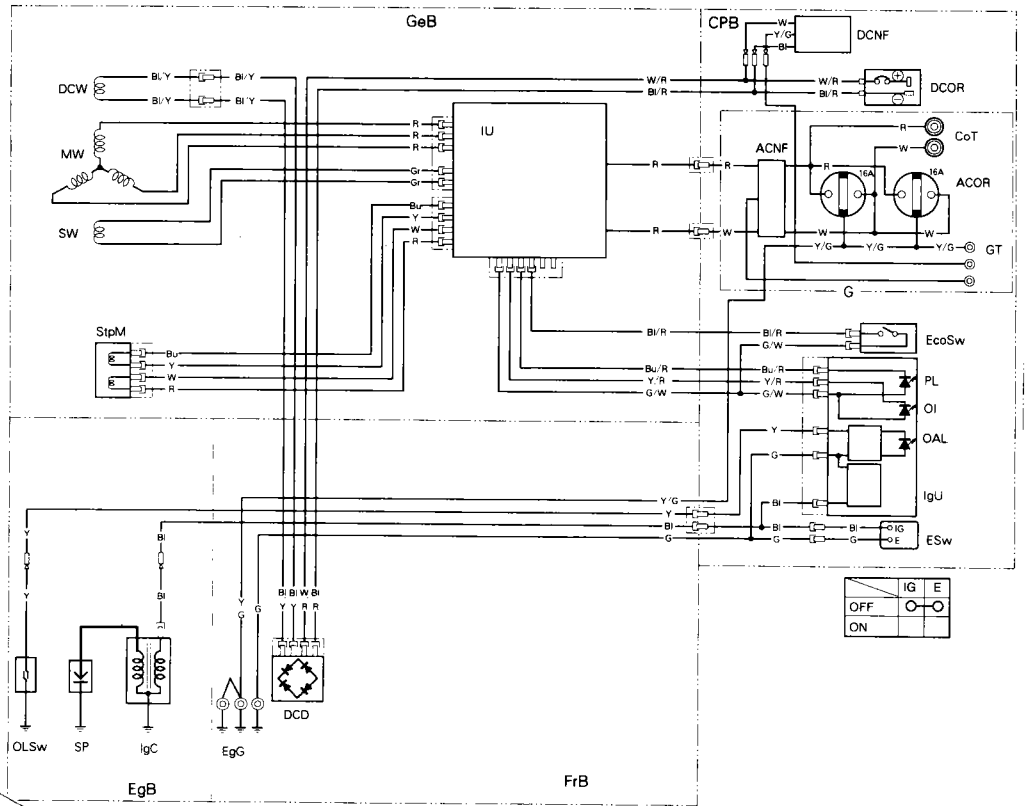 GeB
CPB
W
Y/G
Bl
DCNF
DCW
Bl/Y
Bl/Y
Bl/Y
Bl/Y
W/R
Bl/R
W/R
Bl/R
DCOR
MW
R
R
R
IU
R
R
ACNF
R
R
W
CoT
16A
16A
ACOR
Gr
Gr
SW
Bu
Y
W
R
R
W
W
W
Y/G
Y/G
Y/G
GT
G
StpM
Bu
Y
W
R
Bl/R
Bl/R
G/W
EcoSw
Bu/R
Y/R
G/W
Bu/R
Y/R
G/W
PL
OI
Y
OAL
G
IgU
Bl
Y/G
Y
Bl
G
Bl
G
Bl
G
IG
E
ESw
Y
Y
Bl
Bl
Y
G
G
Bl
Y
Bl
Y
W
R
Bl
R
IG E
OFF
ON
DCD
OLSw
SP
IgC
EgG
EgB
FrB